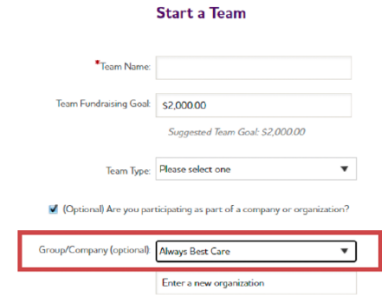 Start a Team
*Team Name:
Team Fundraising Goal: $2,000.00
Suggested Team Goal: $2,000.00
Team Type: Please select one
(Optional) Are you participating as part of a company or organization?
Group/Company (optional): Always Best Care
Enter a new organization